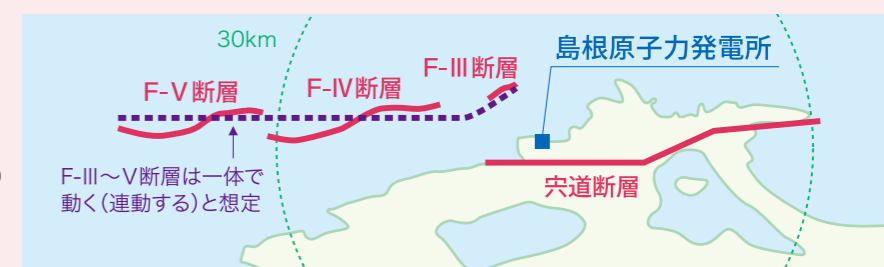 30km
島根原子力発電所
F-Ⅲ断層
F-Ⅳ断層
F-Ⅴ断層
F-Ⅲ～Ⅴ断層は一体で
動く(連動する)と想定
宍道断層